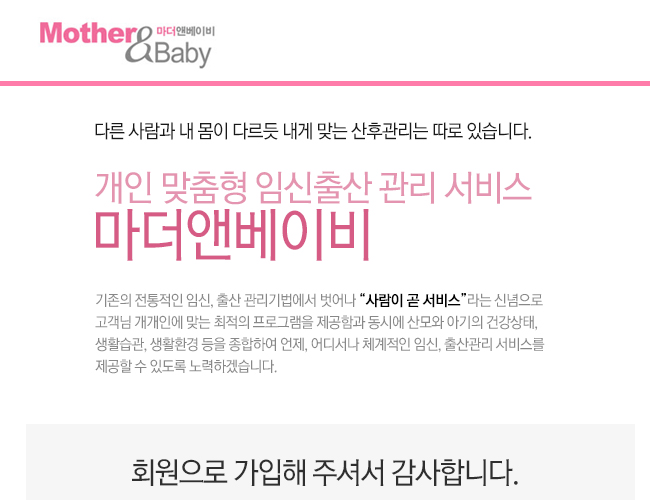 Mother 마더앤베이비
&Baby
다른 사람과 내 몸이 다르듯 내게 맞는 산후관리는 따로 있습니다.
개인 맞춤형 임신출산 관리 서비스
마더앤베이비
기존의 전통적인 임신, 출산 관리기법에서 벗어나 “사람이 곧 서비스”라는 신념으로
고객님 개개인에 맞는 최적의 프로그램을 제공함과 동시에 산모와 아기의 건강상태,
생활습관, 생활환경 등을 종합하여 언제, 어디서나 체계적인 임신, 출산관리 서비스를
제공할 수 있도록 노력하겠습니다.
회원으로 가입해 주셔서 감사합니다.